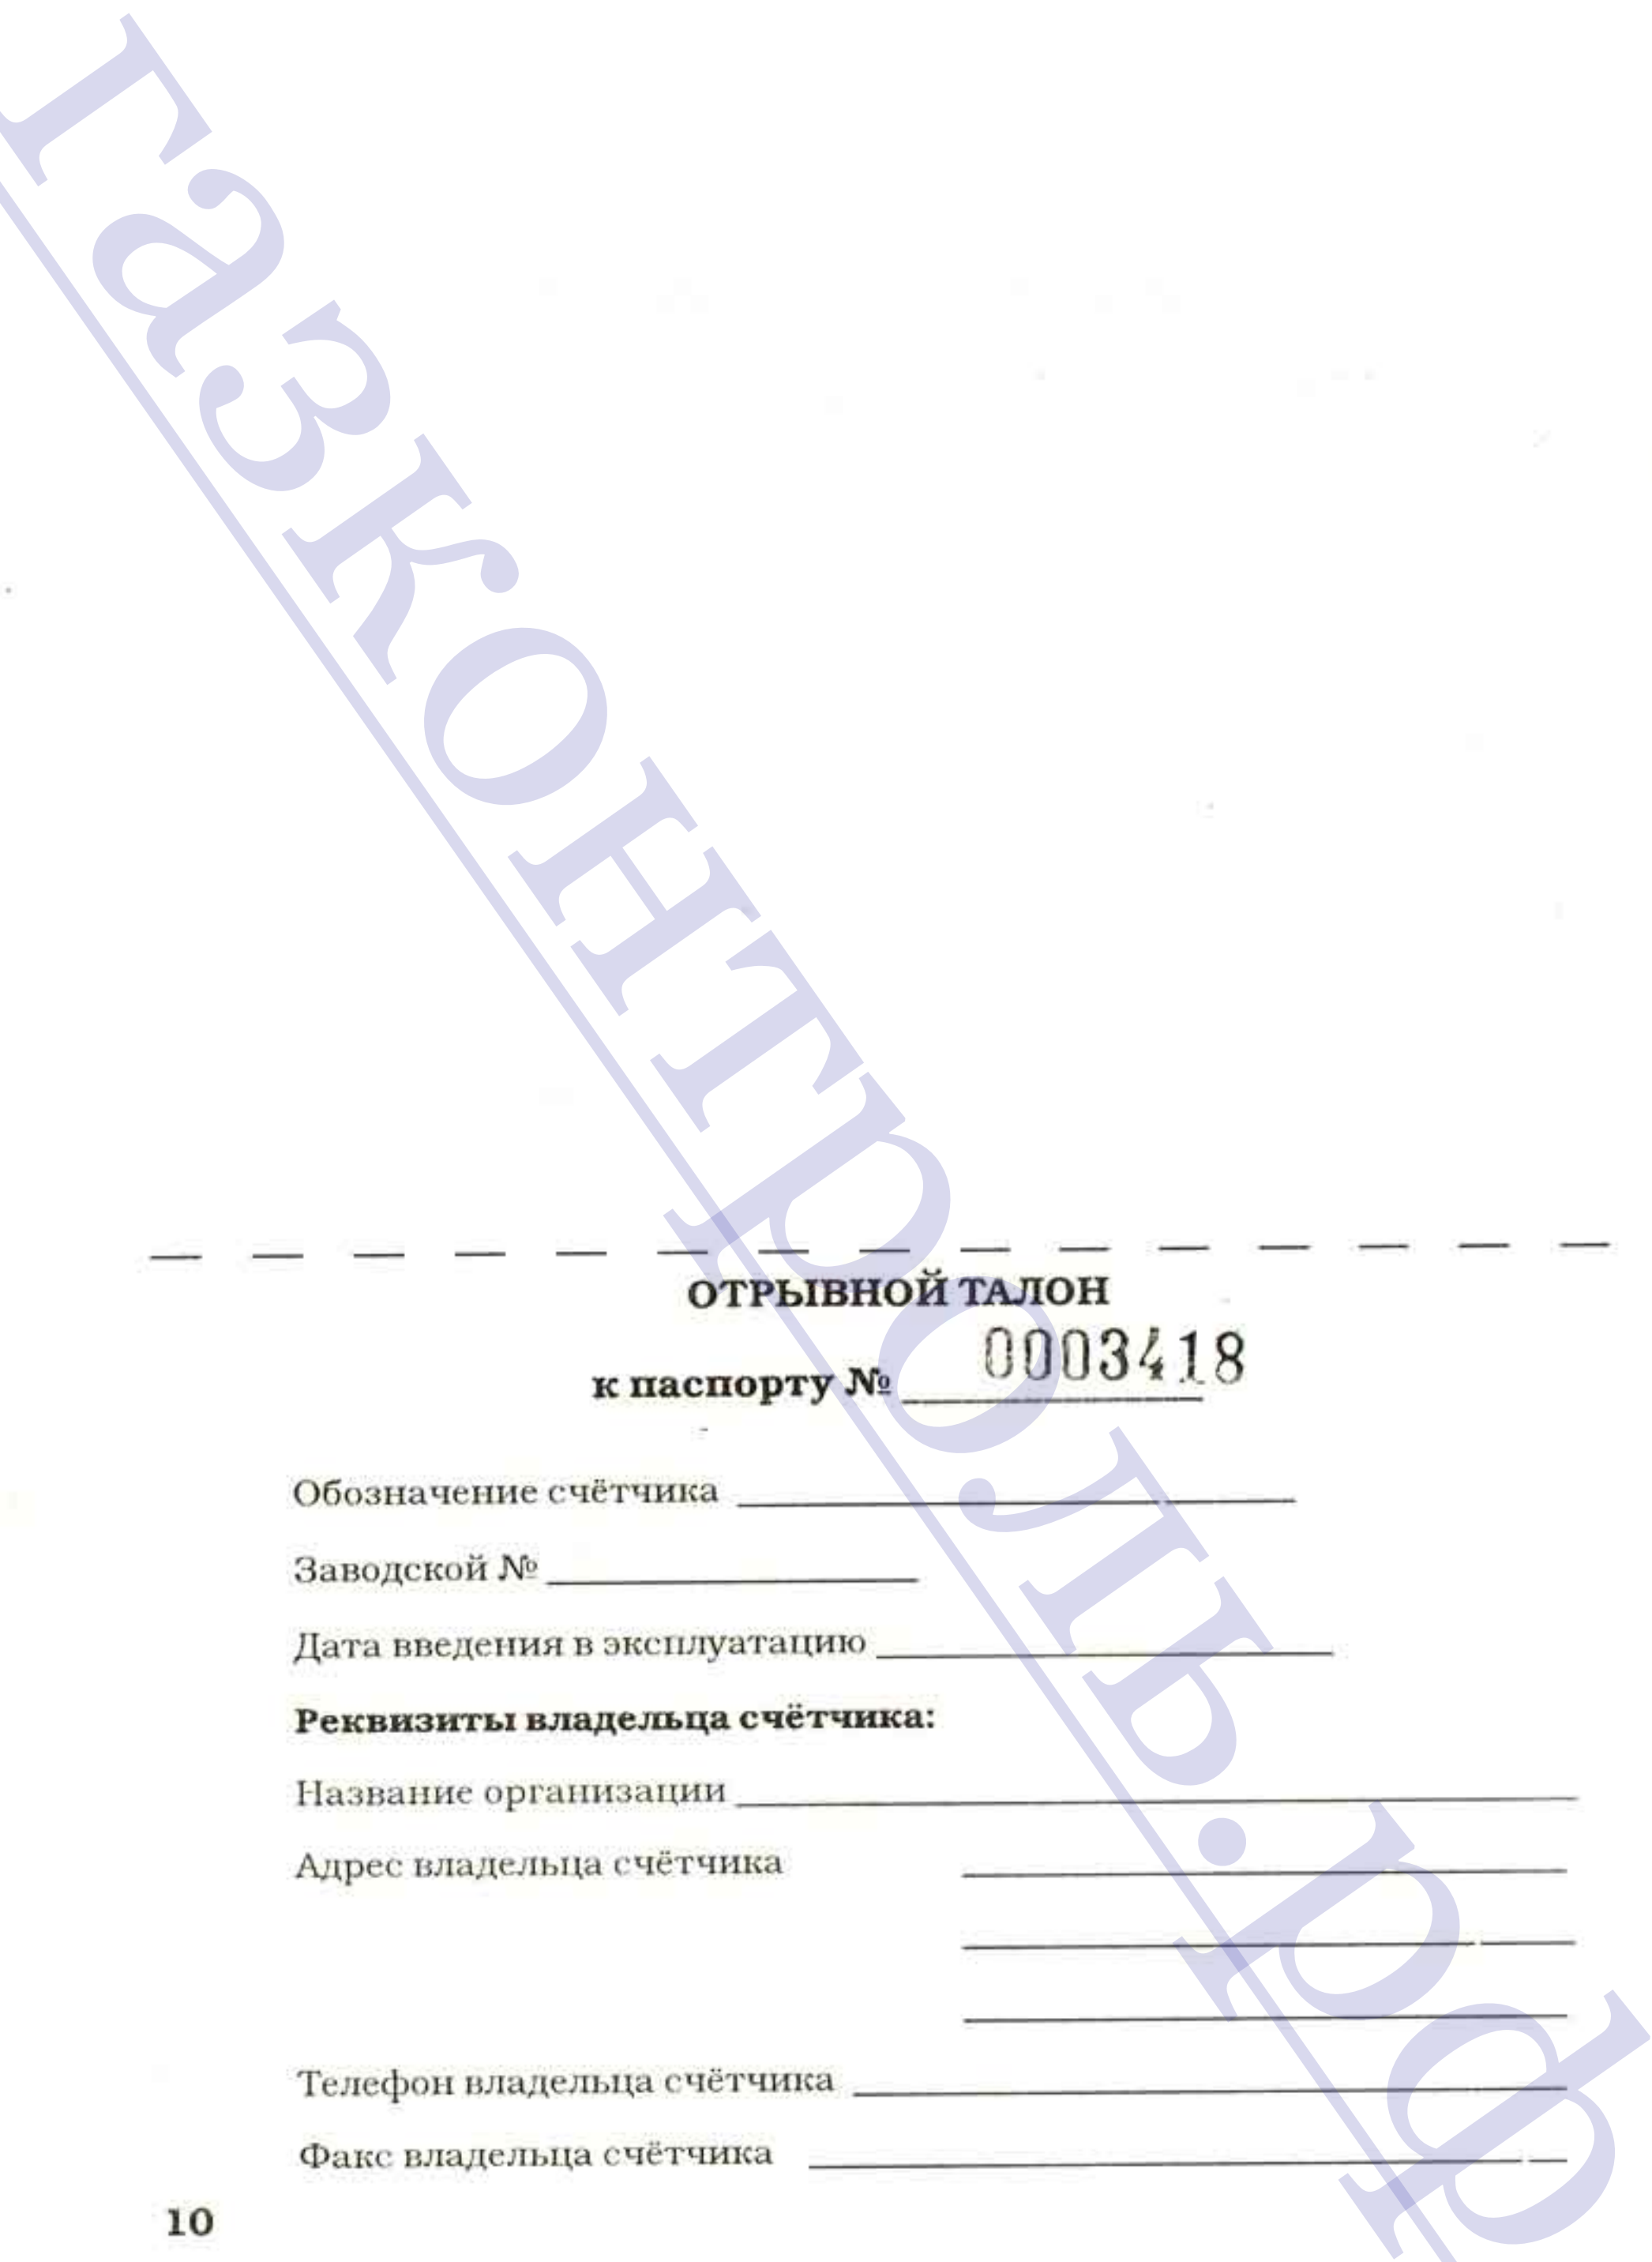 газконтроль.рф
ОТРЫВНОЙ ТАЛОН
к паспорту № 0003418
Обозначение счётчика
Заводской №
Дата введения в эксплуатацию
Реквизиты владельца счётчика:
Название организации
Адрес владельца счётчика
Телефон владельца счётчика
Факс владельца счётчика
10